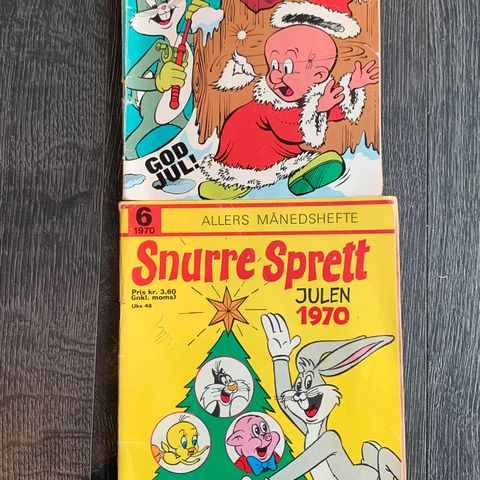 GOD
JUL!
6
1970
ALLERS MÅNEDSHEFTE
Snurre Sprett
Pris kr. 3,60
(inkl. moms)
Uke 48
JULEN
1970